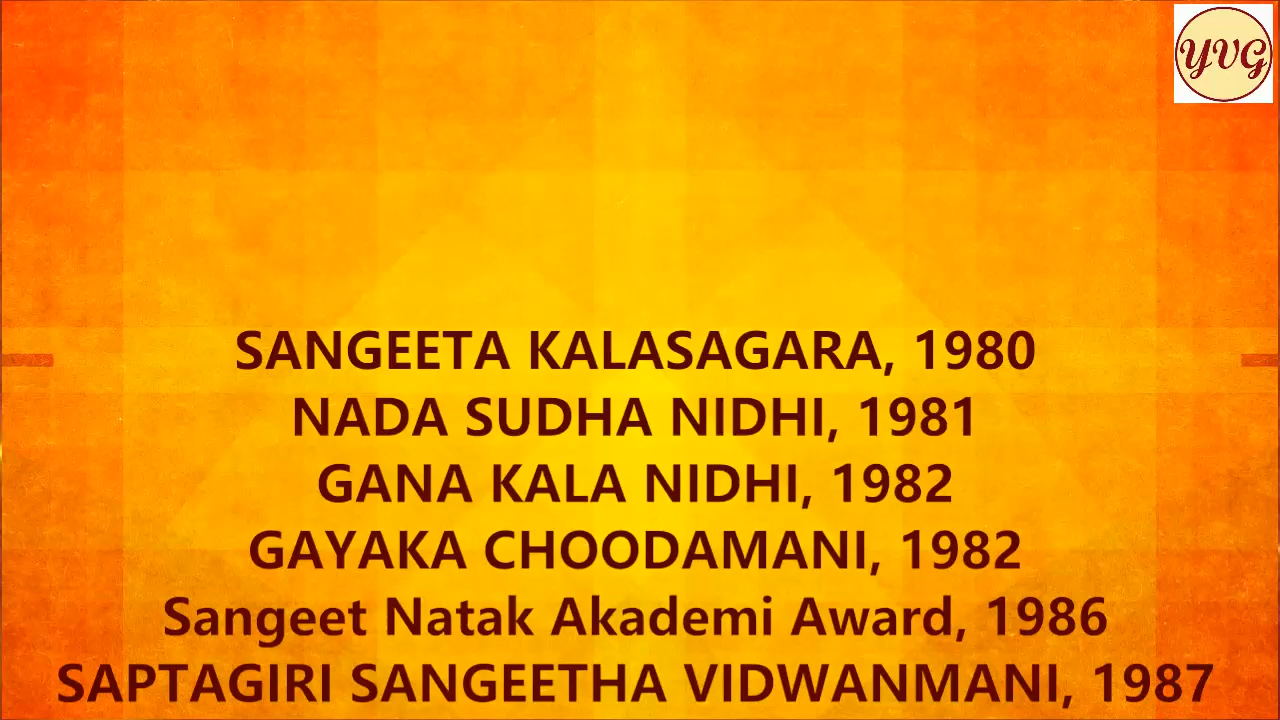 YVG
SANGEETA KALASAGARA, 1980
NADA SUDHA NIDHI, 1981
GANA KALA NIDHI, 1982
GAYAKA CHOODAMANI, 1982
Sangeet Natak Akademi Award, 1986
SAPTAGIRI SANGEETHA VIDWANMANI, 1987